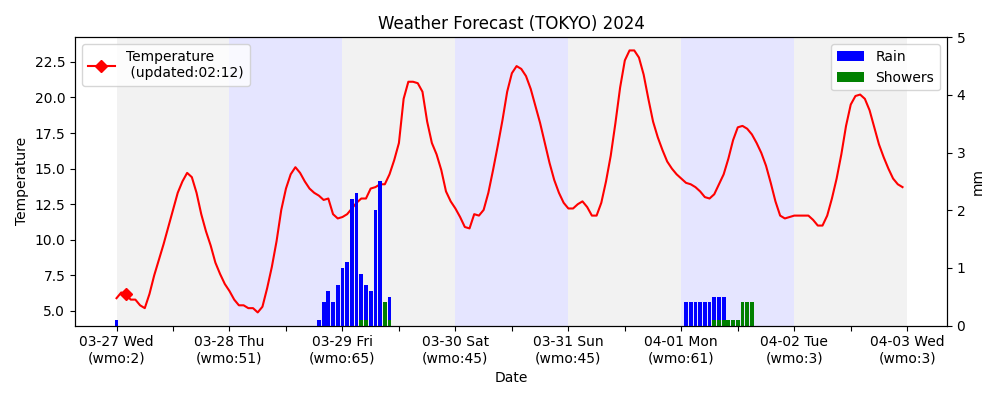 Weather Forecast (TOKYO) 2024
Temperature
(updated:02:12)
Rain
Showers
Temperature
22.5
20.0
17.5
15.0
12.5
10.0
7.5
5.0
5
4
3
2
1
0
mm
03-27 Wed
(wmo:2)
03-28 Thu
(wmo:51)
03-29 Fri
(wmo:65)
03-30 Sat
(wmo:45)
03-31 Sun
(wmo:45)
04-01 Mon
(wmo:61)
04-02 Tue
(wmo:3)
04-03 Wed
(wmo:3)
Date